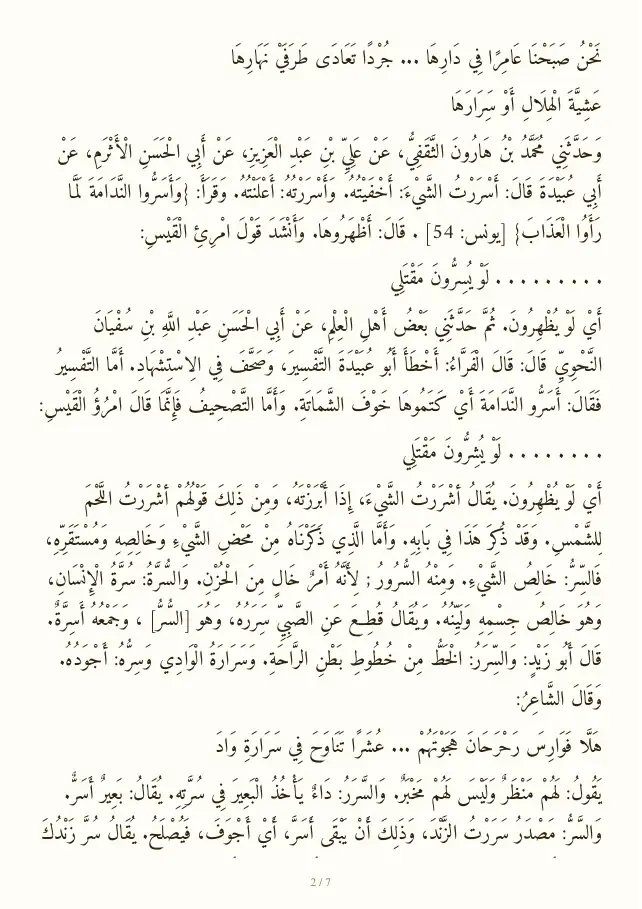 نَحْنُ صَبَحْنَا عَامِرًا فِي دَارِهَا ... جُرْدًا تَعَادَى طَرَفَيْ نَهَارِهَا
عَشِيَّةَ الْهِلَالِ أَوْ سِرَارَهَا
وَحَدَّثَنِي مُحَمَّدُ بْنُ هَارُونَ الثَّقَفِيُّ، عَنْ عَلِيِّ بْنِ عَبْدِ الْعَزِيزِ، عَنْ أَبِي الْحَسَنِ الْأَثْرَمِ، عَنْ
أَبِي عُبَيْدَةَ قَالَ: أَسْرَرْتُ الشَّيْءَ: أَخْفَيْتُهُ. وَأَسْرَرْتُهُ: أَعْلَنْتُهُ. وَقَرَأَ: {وَأَسَرُّوا النَّدَامَةَ لَمَّا
رَأَوُا الْعَذَابَ} [يونس: 54] . قَالَ: أَظْهَرُوهَا. وَأَنْشَدَ قَوْلَ امْرِئِ الْقَيْسِ:
. . . . . . . . . لَوْ يُسِرُّونَ مَقْتَلِي
أَيْ لَوْ يُظْهِرُونَ. ثُمَّ حَدَّثَنِي بَعْضُ أَهْلِ الْعِلْمِ، عَنْ أَبِي الْحَسَنِ عَبْدِ اللَّهِ بْنِ سُفْيَانَ
النَّحْوِيِّ قَالَ: قَالَ الْفَرَّاءُ: أَخْطَأَ أَبُو عُبَيْدَةَ التَّفْسِيرَ، وَصَحَّفَ فِي الِاسْتِشْهَادِ. أَمَّا التَّفْسِيرُ
فَقَالَ: أَسَرُّو النَّدَامَةَ أَيْ كَتَمُوهَا خَوْفَ الشَّمَاتَةِ. وَأَمَّا التَّصْحِيفُ فَإِنَّمَا قَالَ امْرُؤُ الْقَيْسِ:
. . . . . . . . لَوْ يُشِرُّونَ مَقْتَلِي
أَيْ لَوْ يُظْهِرُونَ. يُقَالُ أَشْرَرْتُ الشَّيْءَ، إِذَا أَبْرَزْتَهُ، وَمِنْ ذَلِكَ قَوْلُهُمْ أَشْرَرْتُ اللَّحْمَ
لِلشَّمْسِ. وَقَدْ ذُكِرَ هَذَا فِي بَابِهِ. وَأَمَّا الَّذِي ذَكَرْنَاهُ مِنْ مَحْضِ الشَّيْءِ وَخَالِصِهِ وَمُسْتَقَرِّهِ،
فَالسِّرُّ: خَالِصُ الشَّيْءِ. وَمِنْهُ السُّرُورُ ; لِأَنَّهُ أَمْرٌ خَالٍ مِنَ الْحُزْنِ. وَالسُّرَّةُ: سُرَّةُ الْإِنْسَانِ،
وَهُوَ خَالِصُ جِسْمِهِ وَلَيِّنُهُ. وَيُقَالُ قُطِعَ عَنِ الصَّبِيِّ سَِرَرُهُ، وَهُوَ [السُّرُّ] ، وَجَمْعُهُ أَسِرَّةٌ.
قَالَ أَبُو زَيْدٍ: وَالسِّرَرُ: الْخَطُّ مِنْ خُطُوطِ بَطْنِ الرَّاحَةِ. وَسَرَارَةُ الْوَادِي وَسِرُّهُ: أَجْوَدُهُ.
وَقَالَ الشَّاعِرُ:
هَلَّا فَوَارِسَ رَحْرَحَانَ هَجَوْتَهُمْ ... عُشَرًا تَنَاوَحَ فِي سَرَارَةِ وَادَ
يَقُولُ: لَهُمْ مَنْظَرٌ وَلَيْسَ لَهُمْ مَخْبَرٌ. وَالسَّرَرُ: دَاءٌ يَأْخُذُ الْبَعِيرَ فِي سُرَّتِهِ. يُقَالُ: بَعِيرٌ أَسَرُّ.
وَالسَّرُّ: مَصْدَرُ سَرَرْتُ الزَّنْدَ، وَذَلِكَ أَنْ يَبْقَى أَسَرَّ، أَيْ أَجْوَفَ، فَيُصْلَحُ. يُقَالُ سُرَّ زَنْدُكَ
2 / 7